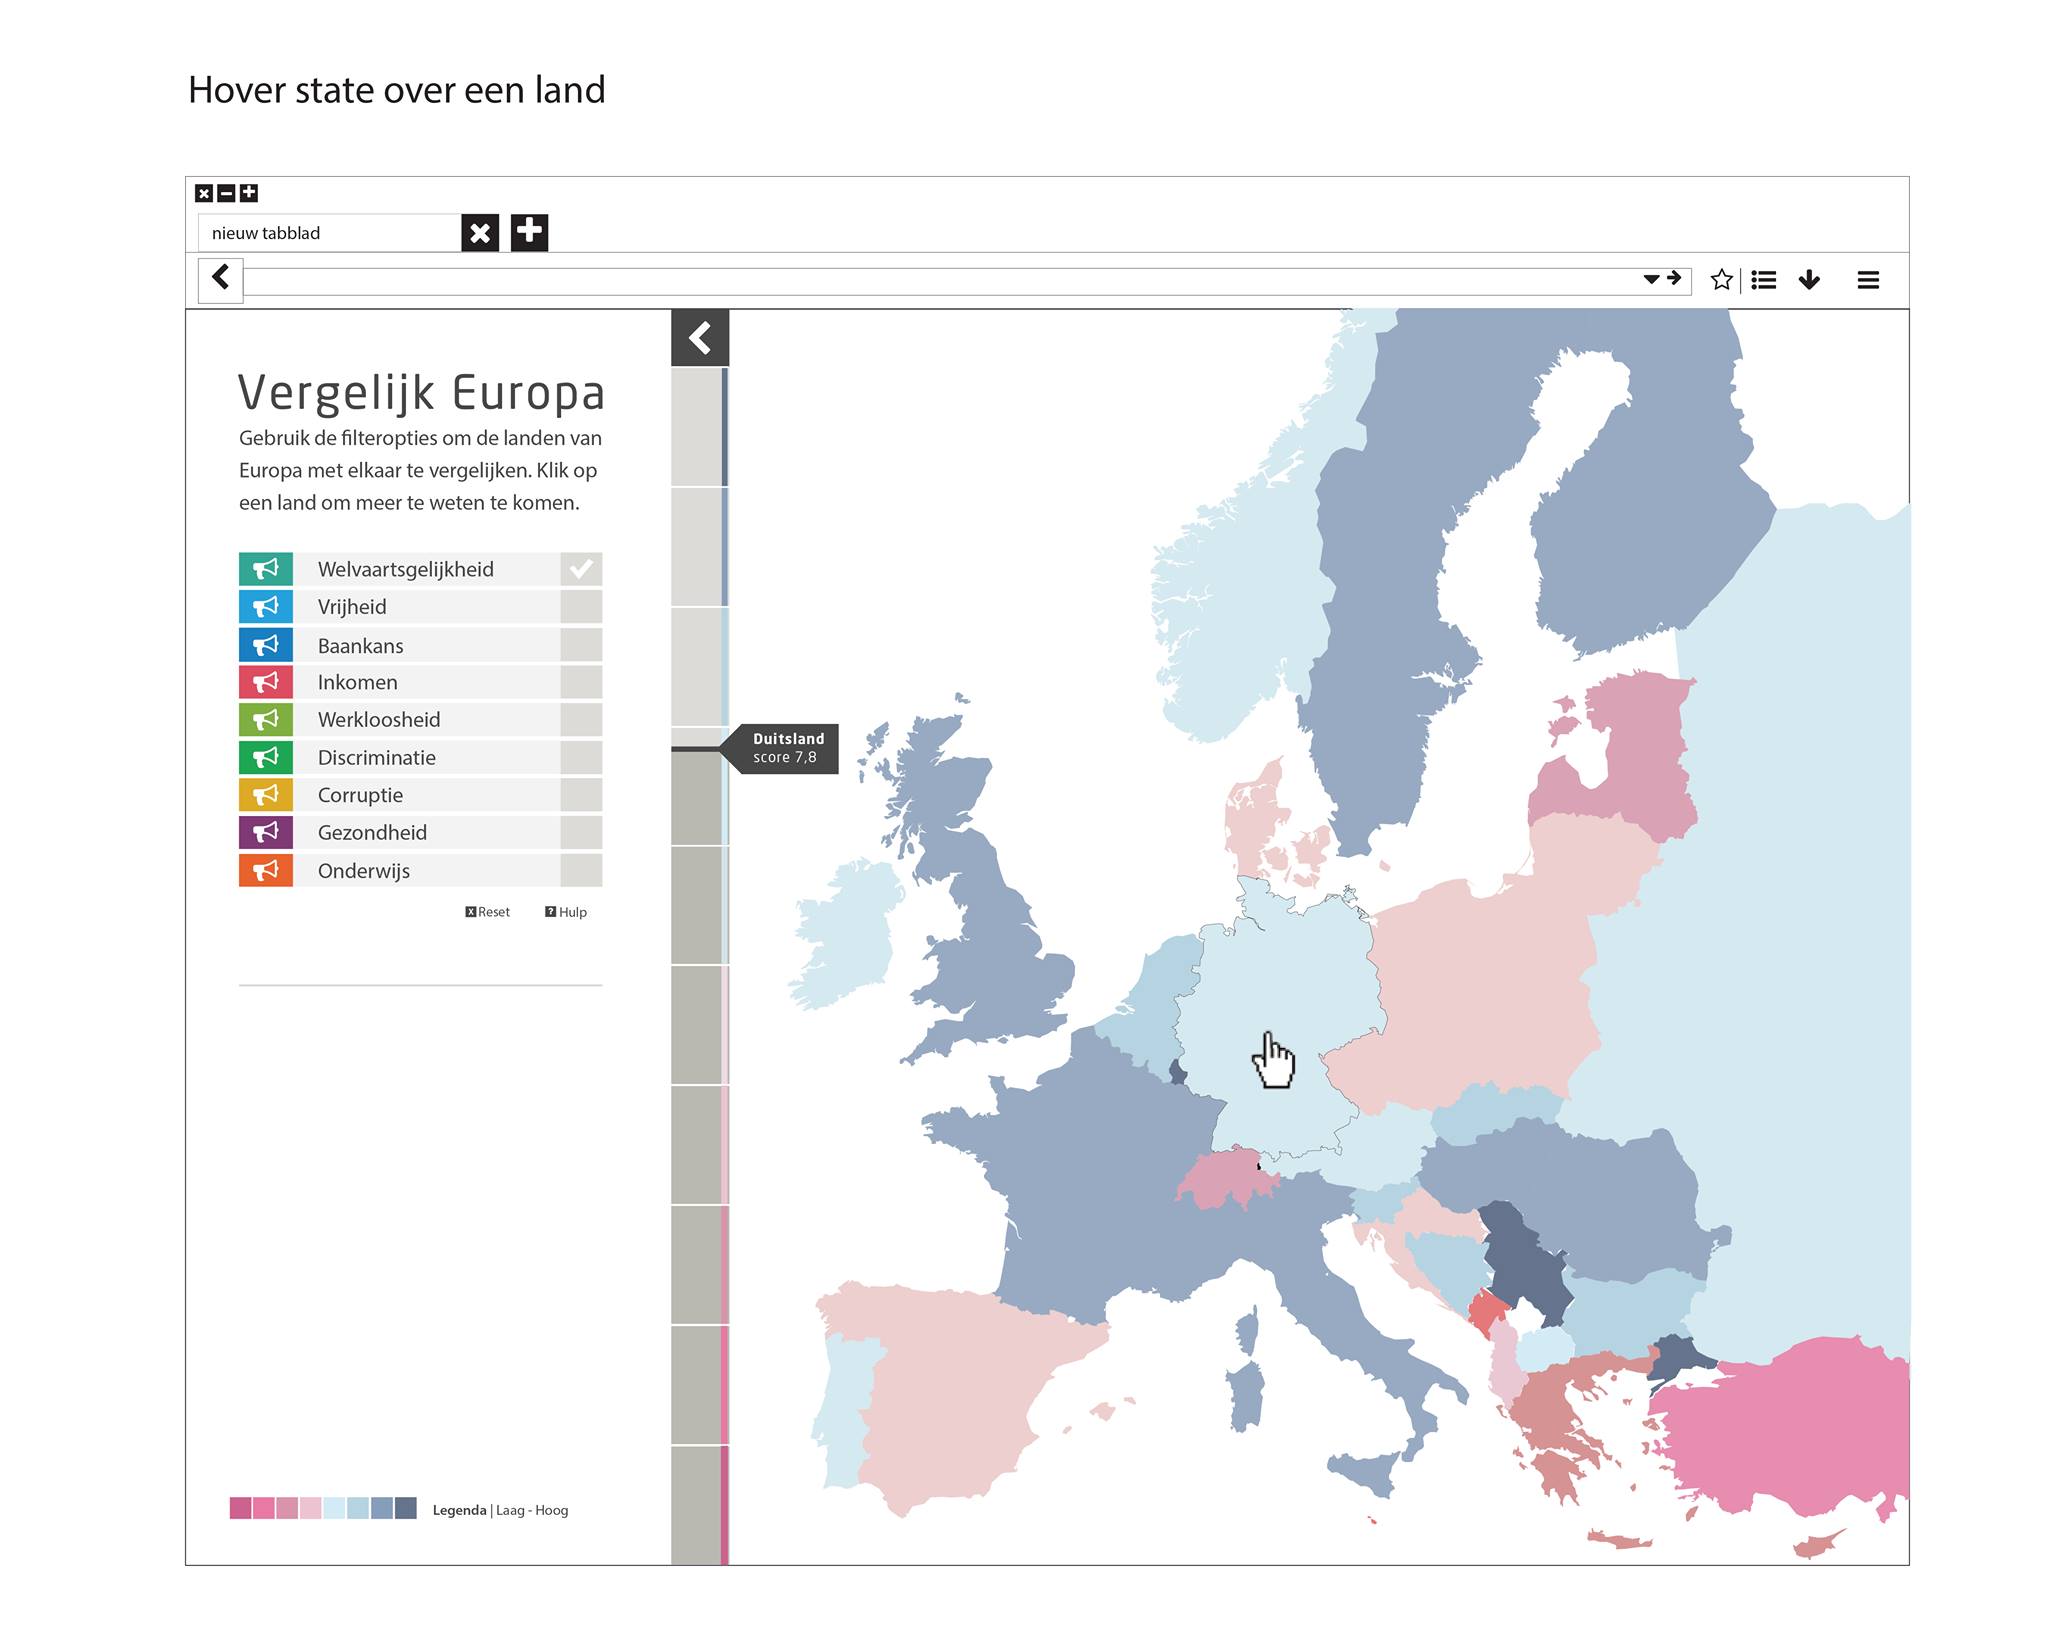 Hover state over een land
nieuw tabblad
Vergelijk Europa
Gebruik de filteropties om de landen van
Europa met elkaar te vergelijken. Klik op
een land om meer te weten te komen.
Welvaartsgelijkheid
Vrijheid
Baankans
Inkomen
Werkloosheid
Discriminatie
Corruptie
Gezondheid
Onderwijs
x Reset ? Hulp
Legenda | Laag - Hoog
Duitsland
score 7,8